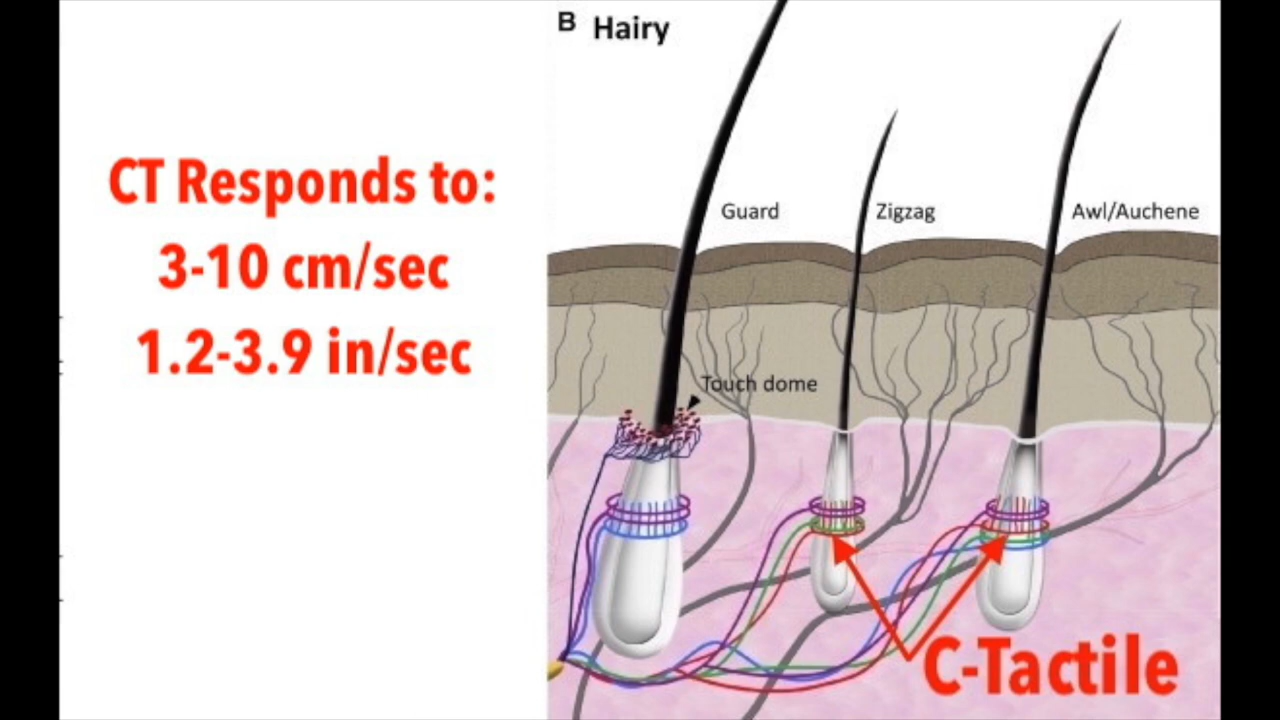 CT Responds to:
3-10 cm/sec
1.2-3.9 in/sec
B Hairy
Guard
Zigzag
Awl/Auchene
Touch dome
C-Tactile